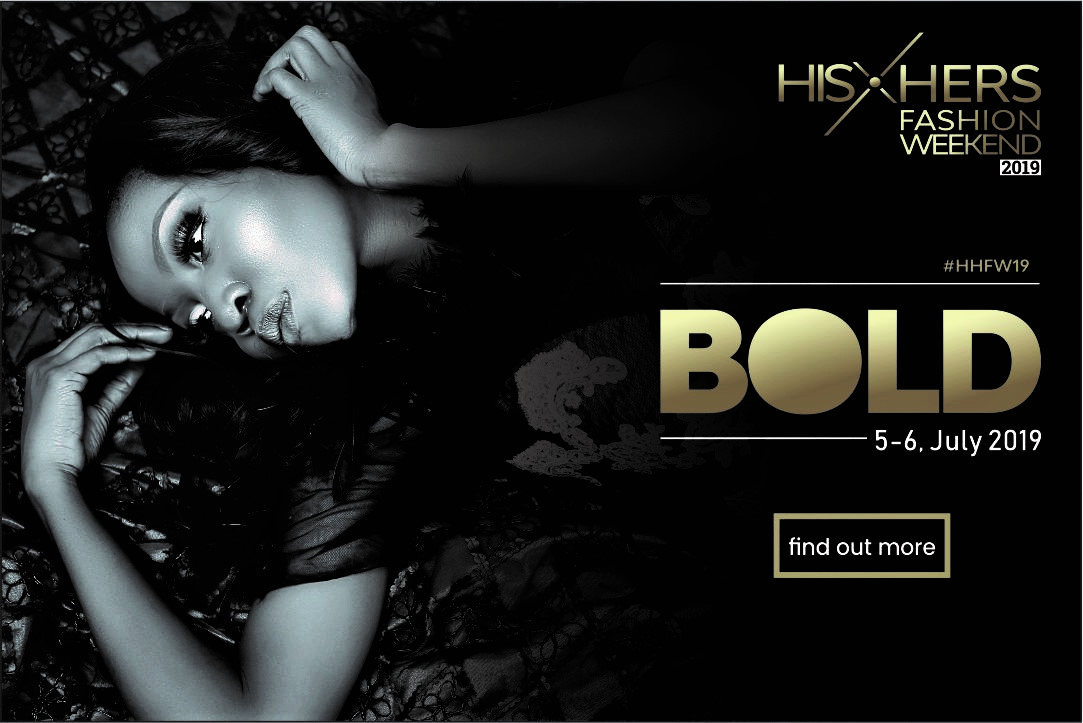 HIS X HERS
FASHION
WEEKEND
2019
#HHFW19
BOLD
5-6, July 2019
find out more